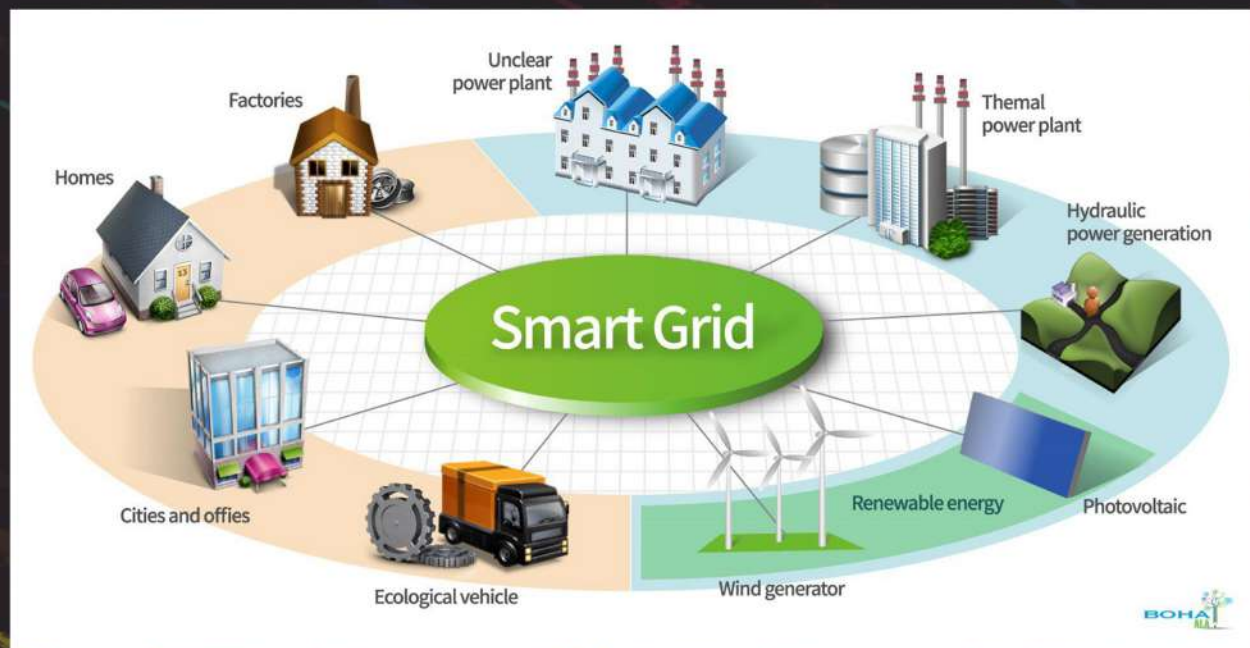 Unclear
power plant
Factories
Themal
power plant
Homes
Hydraulic
power generation
Smart Grid
Cities and offies
Renewable energy
Photovoltaic
Ecological vehicle
Wind generator
BOHA